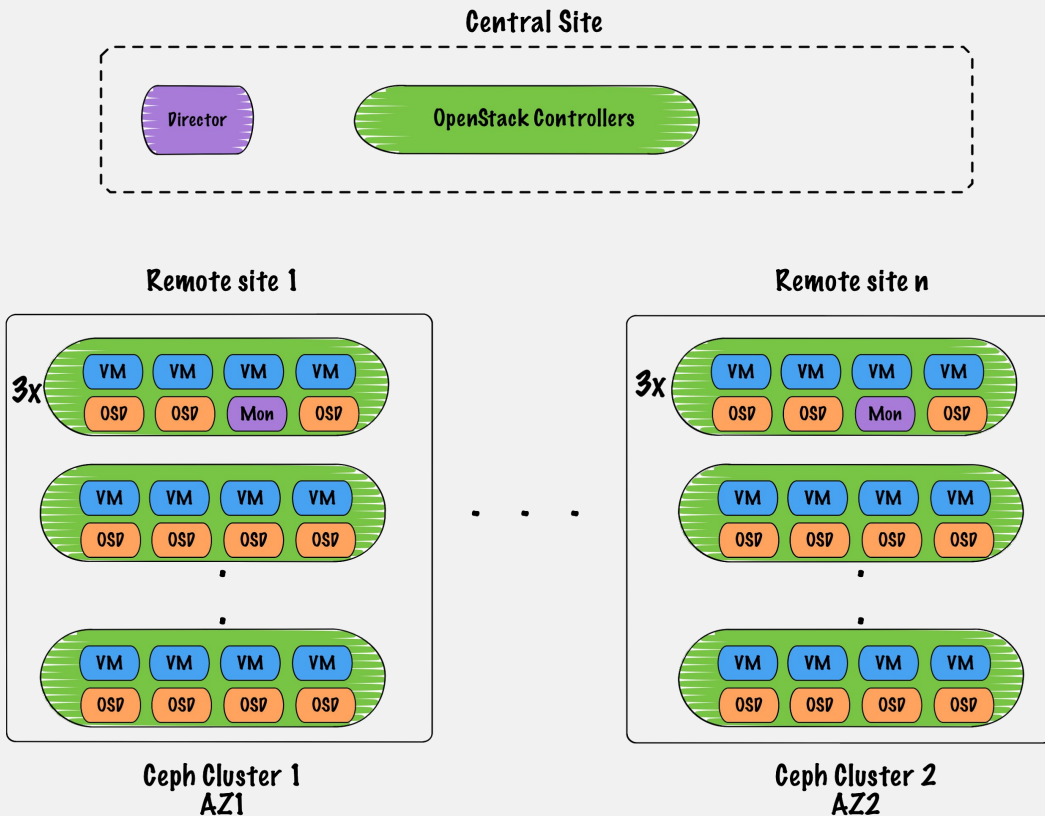 Central Site
Director
OpenStack Controllers
Remote site 1
3x
VM VM VM VM
OSD OSD Mon OSD
VM VM VM VM
OSD OSD OSD OSD
VM VM VM VM
OSD OSD OSD OSD
Ceph Cluster 1
AZ1
. . .
Remote site n
3x
VM VM VM VM
OSD OSD Mon OSD
VM VM VM VM
OSD OSD OSD OSD
VM VM VM VM
OSD OSD OSD OSD
Ceph Cluster 2
AZ2